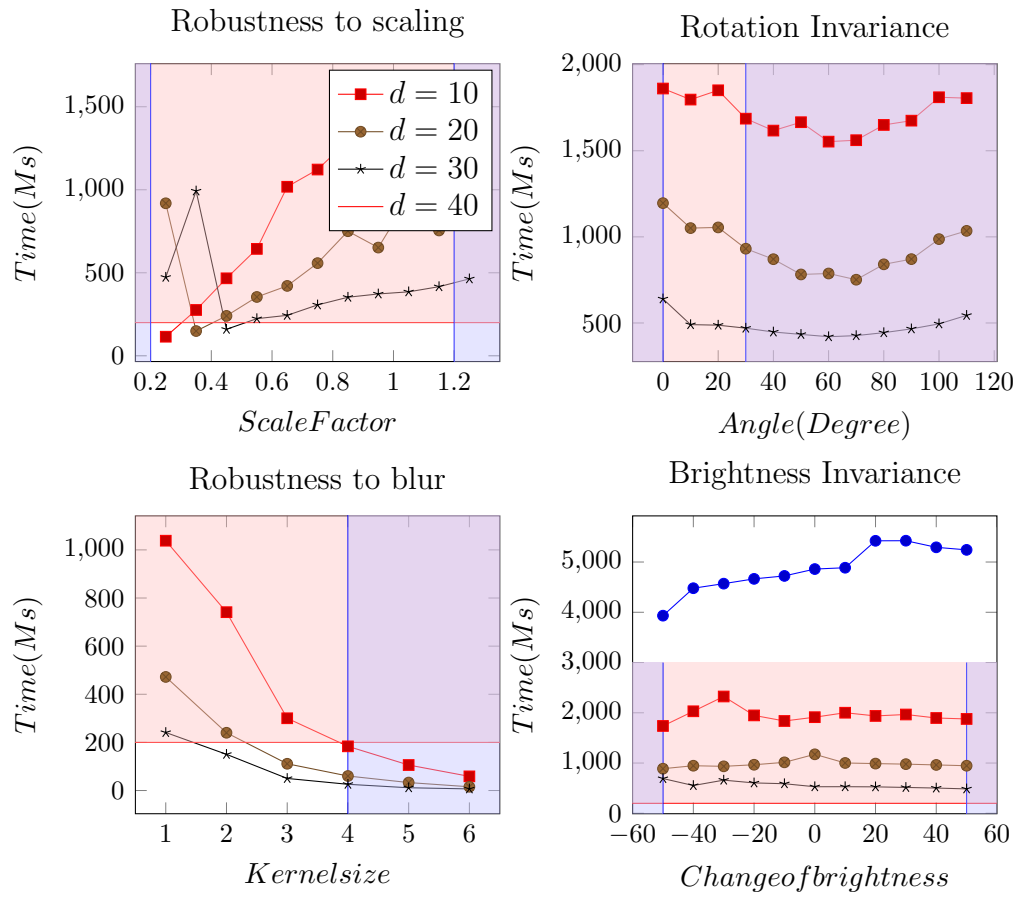 Robustness to scaling
1,500
1,000
500
0
Time(Ms)
0.2 0.4 0.6 0.8 1 1.2
ScaleFactor
d = 10
d = 20
d = 30
d = 40
Rotation Invariance
2,000
1,500
1,000
500
Time(Ms)
0 20 40 60 80 100 120
Angle(Degree)
Robustness to blur
1,000
800
600
400
200
0
Time(Ms)
1 2 3 4 5 6
Kernelsize
Brightness Invariance
5,000
4,000
3,000
2,000
1,000
0
Time(Ms)
−60 −40 −20 0 20 40 60
Changeofbrightness